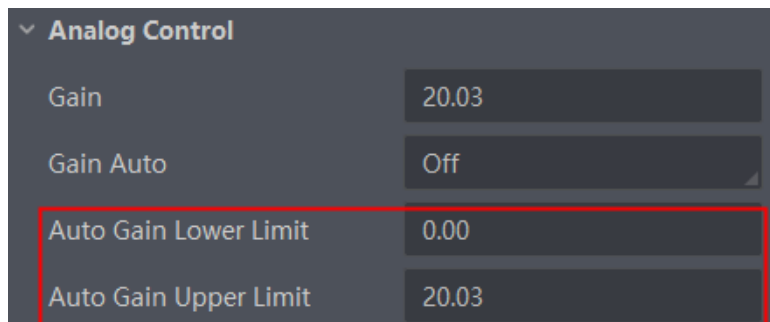 Analog Control
Gain 20.03
Gain Auto Off
Auto Gain Lower Limit 0.00
Auto Gain Upper Limit 20.03